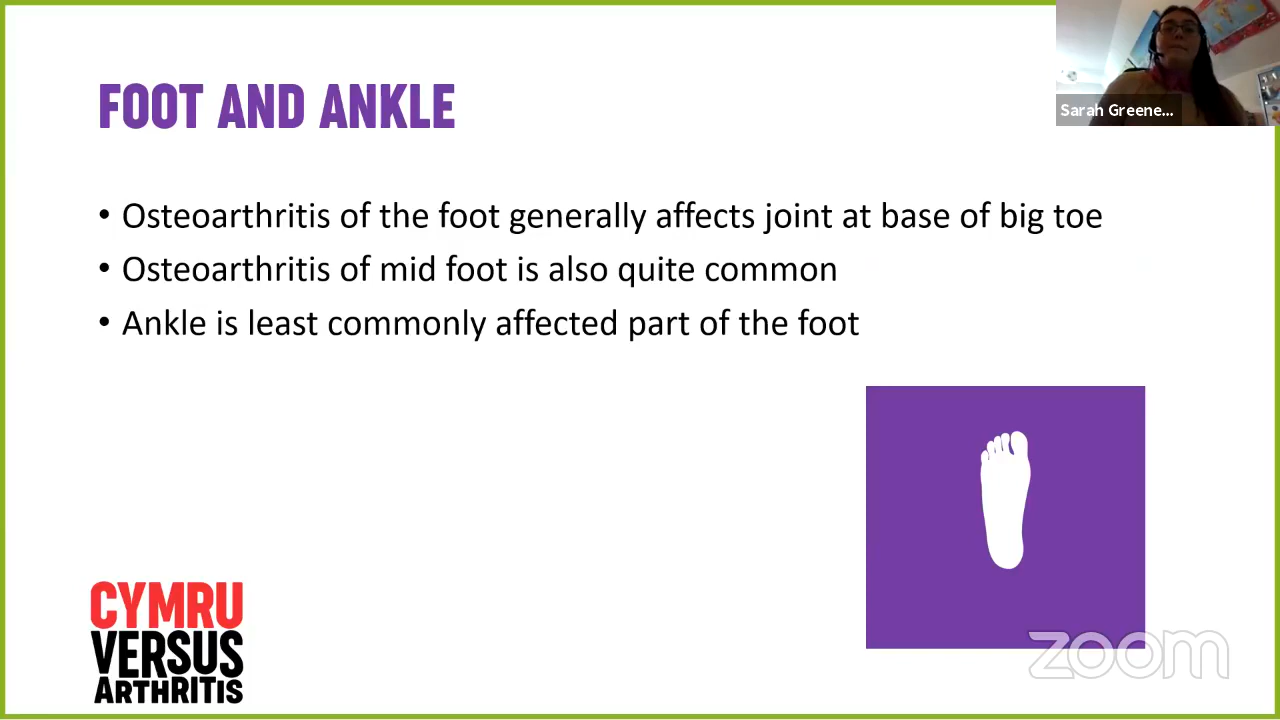 Sarah Greene...
FOOT AND ANKLE
• Osteoarthritis of the foot generally affects joint at base of big toe
• Osteoarthritis of mid foot is also quite common
• Ankle is least commonly affected part of the foot
CYMRU
VERSUS
ARTHRITIS
zoom